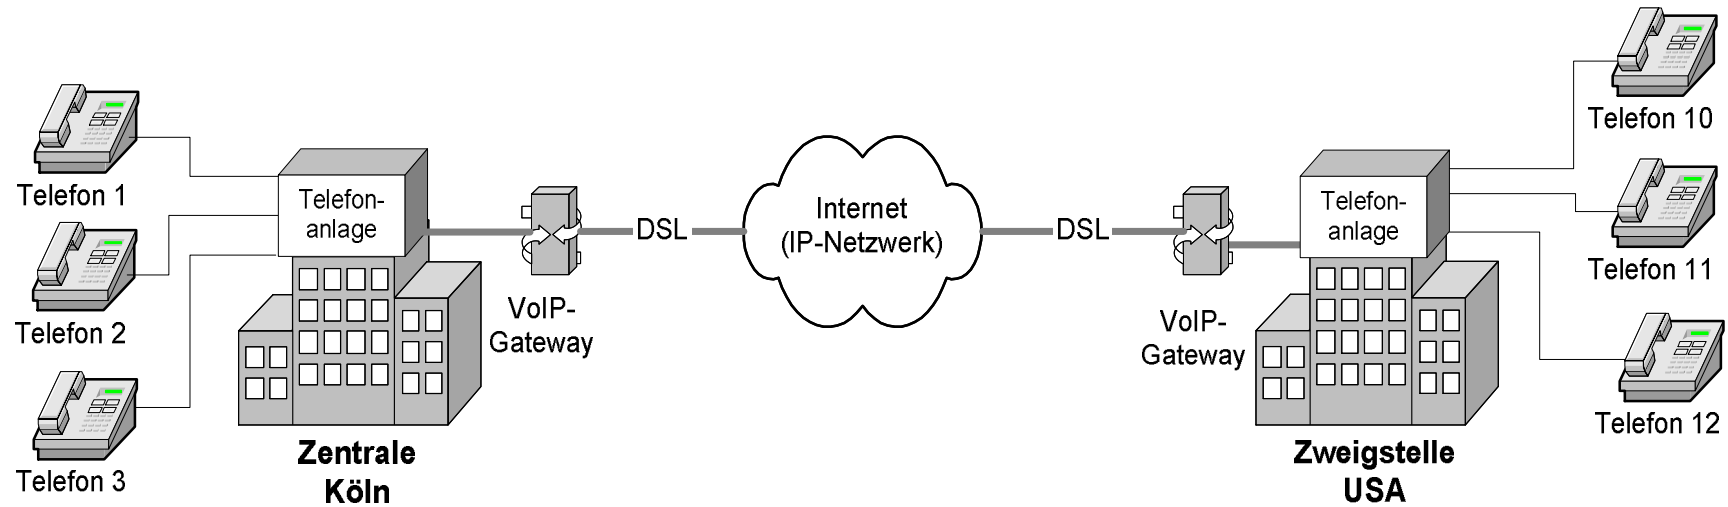 Telefon 1
Telefon 2
Telefon 3
Telefon-
anlage
Zentrale
Köln
VoIP-
Gateway
DSL
Internet
(IP-Netzwerk)
DSL
VoIP-
Gateway
Telefon-
anlage
Zweigstelle
USA
Telefon 10
Telefon 11
Telefon 12